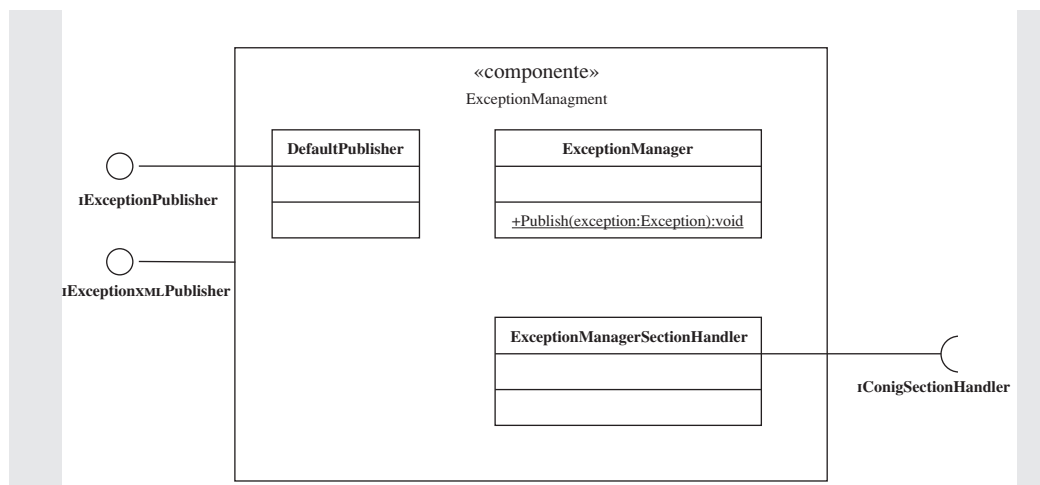 «componente»
ExceptionManagment
DefaultPublisher
ExceptionManager
IExceptionPublisher
+Publish(exception:Exception):void
IExceptionXMLPublisher
ExceptionManagerSectionHandler
IConigSectionHandler